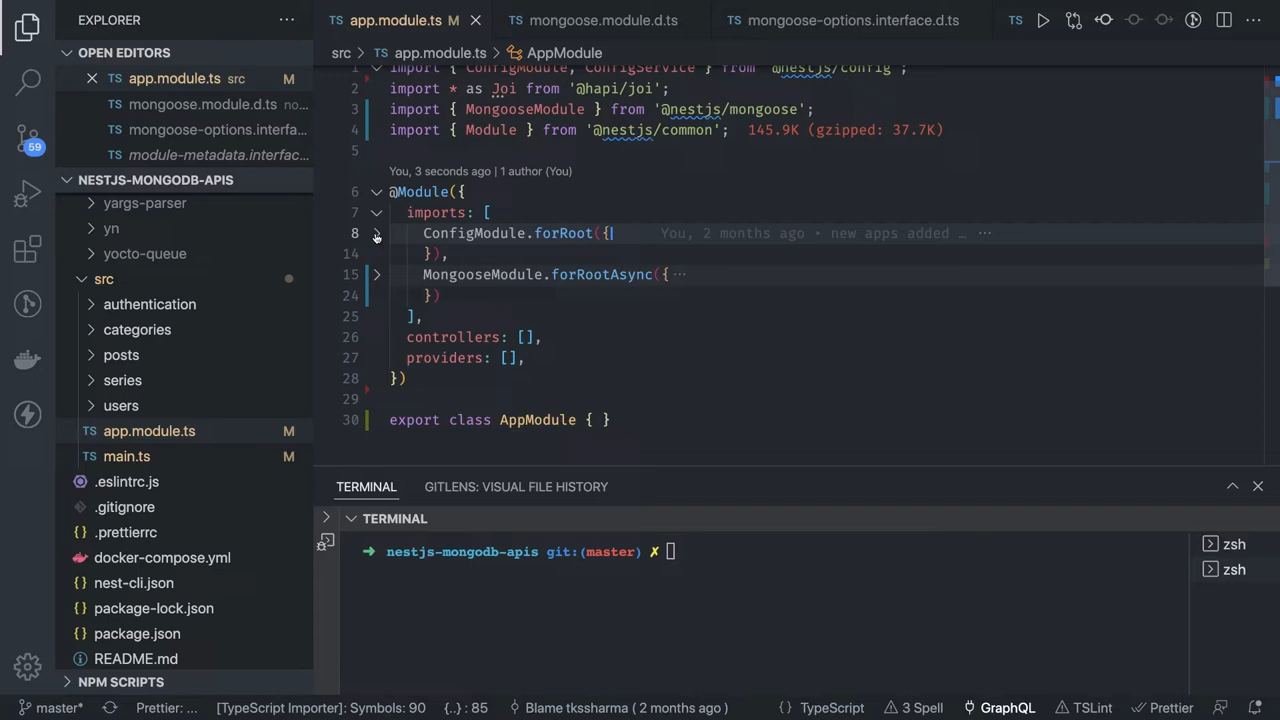 EXPLORER
OPEN EDITORS
app.module.ts src M
mongoose.module.d.ts no...
mongoose-options.interfa...
module-metadata.interfac...
59
NESTJS-MONGODB-APIS
yargs-parser
yn
yocto-queue
src
authentication
categories
posts
series
users
TS app.module.ts M
TS main.ts M
.eslintrc.js
.gitignore
.prettierrc
docker-compose.yml
nest-cli.json
package-lock.json
package.json
README.md
NPM SCRIPTS
TS app.module.ts M
TS mongoose.module.d.ts
TS mongoose-options.interface.d.ts
TS
src > TS app.module.ts > AppModule
1 import { ConfigModule, ConfigService } from '@nestjs/config';
2 import * as Joi from '@hapi/joi';
3 import { MongooseModule } from '@nestjs/mongoose';
4 import { Module } from '@nestjs/common'; 145.9K (gzipped: 37.7K)
5
You, 3 seconds ago | 1 author (You)
6 @Module({
7 imports: [
8 ConfigModule.forRoot({ You, 2 months ago • new apps added … ···
14 }),
15 MongooseModule.forRootAsync({ ···
24 })
25 ],
26 controllers: [],
27 providers: [],
28 })
29
30 export class AppModule { }
TERMINAL GITLENS: VISUAL FILE HISTORY
TERMINAL
➜ nestjs-mongodb-apis git:(master) ✗
zsh
zsh
master* Prettier: ... [TypeScript Importer]: Symbols: 90 {..} : 85 Blame tkssharma ( 2 months ago ) TypeScript 3 Spell GraphQL TSLint Prettier